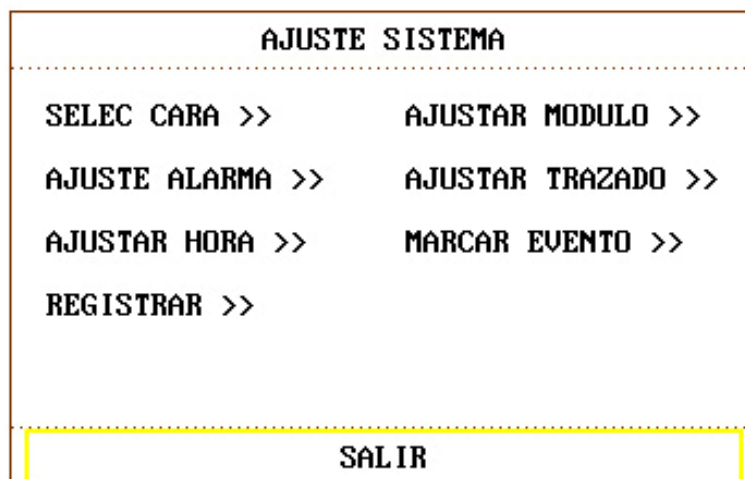 AJUSTE SISTEMA
SELEC CARA >> AJUSTAR MODULO >>
AJUSTE ALARMA >> AJUSTAR TRAZADO >>
AJUSTAR HORA >> MARCAR EVENTO >>
REGISTRAR >>
SALIR